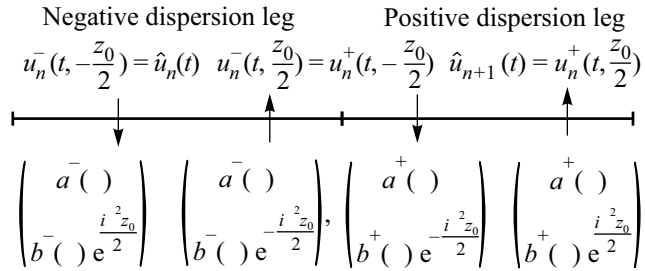 Negative dispersion leg Positive dispersion leg
u_n^-(t, -z_0/2) = û_n(t) u_n^-(t, z_0/2) = u_n^+(t, -z_0/2) û_{n+1}(t) = u_n^+(t, z_0/2)
( a^-( ) ) ( a^-( ) ) ( a^+( ) ) ( a^+( ) )
( b^-( ) e^{i ^2 z_0/2} ) ( b^-( ) e^{-i ^2 z_0/2} ) , ( b^+( ) e^{-i ^2 z_0/2} ) ( b^+( ) e^{i ^2 z_0/2} )